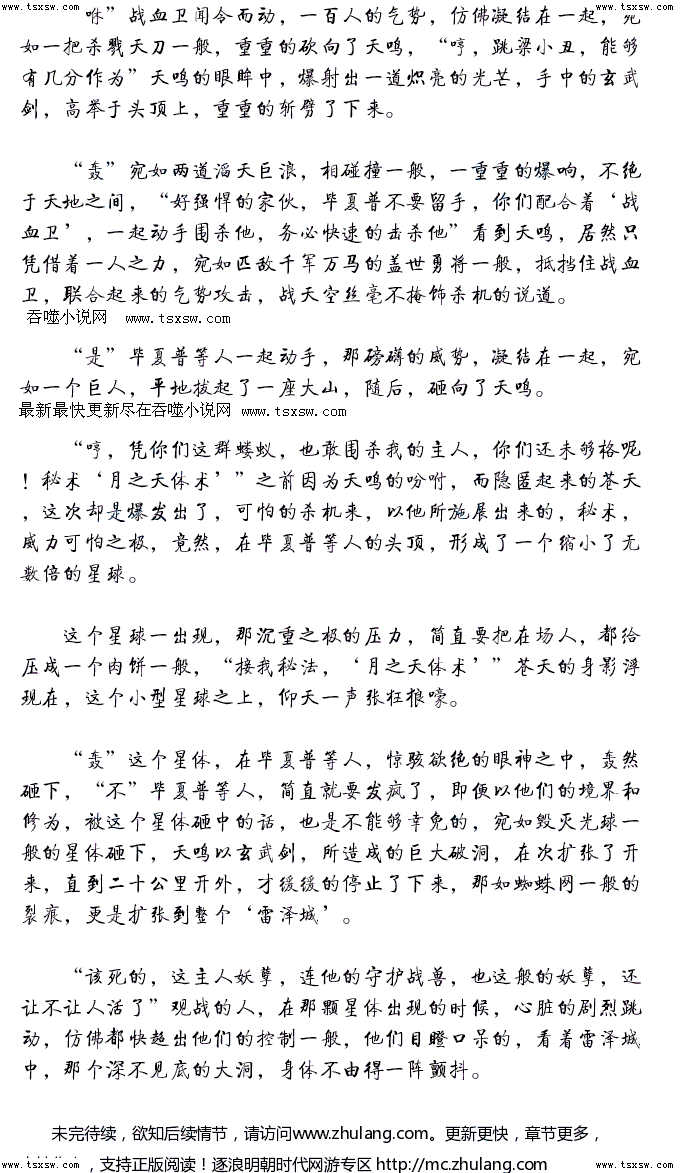 www.tsxsw.com www.tsxsw.com www.tsxsw.com www.tsxsw.com www.tsxsw.com
咻”战血卫闻令而动，一百人的气势，仿佛凝结在一起，宛
如一把杀戮天刀一般，重重的砍向了天鸣，“哼，跳梁小丑，能够
有几分作为”天鸣的眼眸中，爆射出一道炽亮的光芒，手中的玄武
剑，高举于头顶上，重重的斩劈了下来。
“轰”宛如两道滔天巨浪，相碰撞一般，一重重的爆响，不绝
于天地之间，“好强悍的家伙，毕夏普不要留手，你们配合着‘战
血卫’，一起动手围杀他，务必快速的击杀他”看到天鸣，居然只
凭借着一人之力，宛如匹敌千军万马的盖世勇将一般，抵挡住战血
卫，联合起来的气势攻击，战天空丝毫不掩饰杀机的说道。
吞噬小说网 www.tsxsw.com
“是”毕夏普等人一起动手，那磅礴的威势，凝结在一起，宛
如一个巨人，平地拔起了一座大山，随后，砸向了天鸣。
最新最快更新尽在吞噬小说网 www.tsxsw.com
“哼，凭你们这群蝼蚁，也敢围杀我的主人，你们还未够格呢
！秘术‘月之天体术’”之前因为天鸣的吩咐，而隐匿起来的苍天
，这次却是爆发出了，可怕的杀机来，以他所施展出来的，秘术，
威力可怕之极，竟然，在毕夏普等人的头顶，形成了一个缩小了无
数倍的星球。
这个星球一出现，那沉重之极的压力，简直要把在场人，都给
压成一个肉饼一般，“接我秘法，‘月之天体术’”苍天的身影浮
现在，这个小型星球之上，仰天一声张狂狼嚎。
“轰”这个星体，在毕夏普等人，惊骇欲绝的眼神之中，轰然
砸下，“不”毕夏普等人，简直就要发疯了，即便以他们的境界和
修为，被这个星体砸中的话，也是不能够幸免的，宛如毁灭光球一
般的星体砸下，天鸣以玄武剑，所造成的巨大破洞，在次扩张了开
来，直到二十公里开外，才缓缓的停止了下来，那如蜘蛛网一般的
裂痕，更是扩张到整个‘雷泽城’。
“该死的，这主人妖孽，连他的守护战兽，也这般的妖孽，还
让不让人活了”观战的人，在那颗星体出现的时候，心脏的剧烈跳
动，仿佛都快超出他们的控制一般，他们目瞪口呆的，看着雷泽城
中，那个深不见底的大洞，身体不由得一阵颤抖。
未完待续，欲知后续情节，请访问www.zhulang.com。更新更快，章节更多，
，支持正版阅读！逐浪明朝时代网游专区 http://mc.zhulang.com
www.tsxsw.com www.tsxsw.com www.tsxsw.com www.tsxsw.com www.tsxsw.com